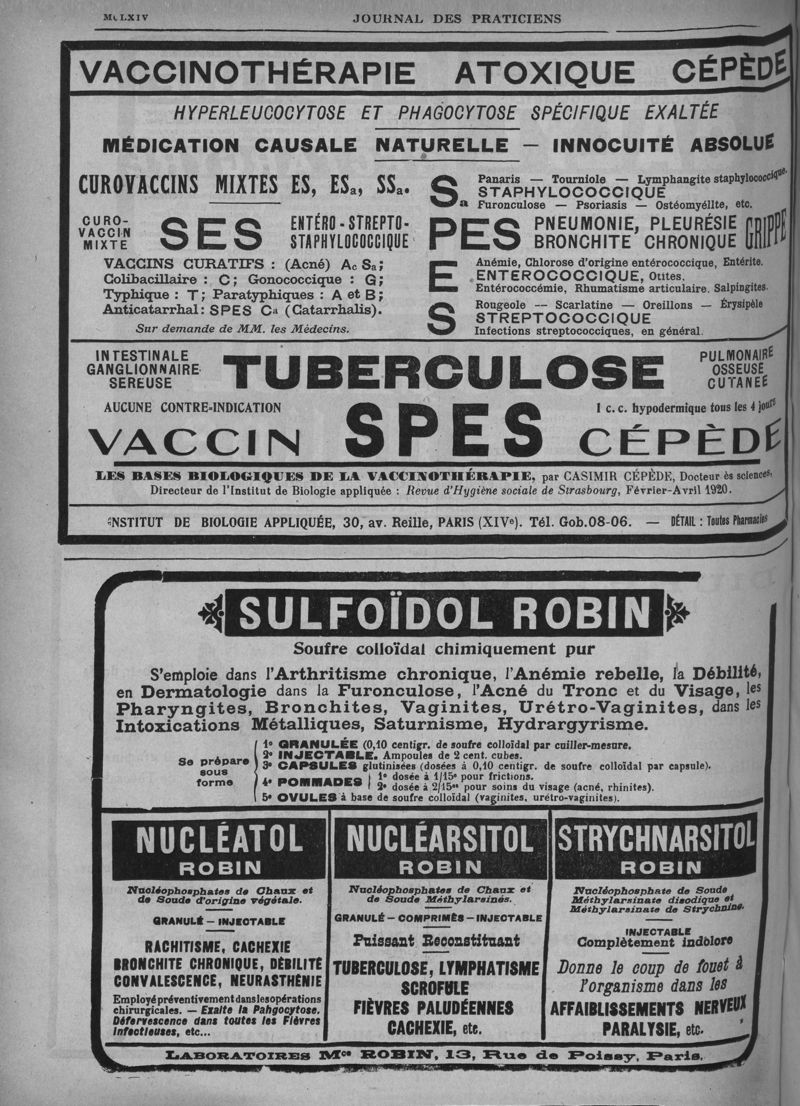 JOURNAL DES PRATICIENS
VACCINOTHÉRAPIE ATOXIQUE CÉPÈDE
HYPERLEUCOCYTOSE ET PHAGOCYTOSE SPÉCIFIQUE EXALTÉE
MÉDICATION CAUSALE NATURELLE — INNOCUITÉ ABSOLUE
CUROVACCINS MIXTES ES, ESa, SSa.
CURO-
VACCIN
MIXTE
SES
ENTÉRO-STREPTO-
STAPHYLOCOCCIQUE
VACCINS CURATIFS : (Acné) Ac Sa;
Colibacillaire : C; Gonococcique : G;
Typhique : T; Paratyphiques : A et B;
Anticatarrhal : SPES Ca (Catarrhalis).
Sur demande de MM. les Médecins.
Sa
Panaris — Tourniole — Lymphangite staphylococcique.
STAPHYLOCOCCIQUE
Furonculose — Psoriasis — Ostéomyélite, etc.
PES
PNEUMONIE, PLEURÉSIE
BRONCHITE CHRONIQUE
GRIPPE
E
Anémie, Chlorose d'origine entérococcique, Entérite.
ENTEROCOCCIQUE, Otites.
Entérococcémie, Rhumatisme articulaire. Salpingites.
S
Rougeole -- Scarlatine — Oreillons — Érysipèle
STREPTOCOCCIQUE
Infections streptococciques, en général.
INTESTINALE
GANGLIONNAIRE
SEREUSE
TUBERCULOSE
PULMONAIRE
OSSEUSE
CUTANEE
AUCUNE CONTRE-INDICATION
1 c. c. hypodermique tous les 4 jours
VACCIN SPES CÉPÈDE
LES BASES BIOLOGIQUES DE LA VACCINOTHÉRAPIE, par CASIMIR CÉPÈDE, Docteur ès sciences,
Directeur de l'Institut de Biologie appliquée : Revue d'Hygiène sociale de Strasbourg, Février-Avril 1920.
INSTITUT DE BIOLOGIE APPLIQUÉE, 30, av. Reille, PARIS (XIVe). Tél. Gob.08-06. — DÉTAIL : Toutes Pharmacies
SULFOÏDOL ROBIN
Soufre colloïdal chimiquement pur
S'emploie dans l'Arthritisme chronique, l'Anémie rebelle, la Débilité,
en Dermatologie dans la Furonculose, l'Acné du Tronc et du Visage, les
Pharyngites, Bronchites, Vaginites, Urétro-Vaginites, dans les
Intoxications Métalliques, Saturnisme, Hydrargyrisme.
Se prépare
sous
forme
1º GRANULÉE (0,10 centigr. de soufre colloïdal par cuiller-mesure.
2º INJECTABLE. Ampoules de 2 cent. cubes.
3º CAPSULES glutinisées (dosées à 0,10 centigr. de soufre colloïdal par capsule).
4º POMMADES
1º dosée à 1/15e pour frictions.
2º dosée à 2/15es pour soins du visage (acné, rhinites).
5º OVULES à base de soufre colloïdal (vaginites, urétro-vaginites).
NUCLÉATOL
ROBIN
Nucléophosphates de Chaux et
de Soude d'origine végétale.
GRANULÉ — INJECTABLE
RACHITISME, CACHEXIE
BRONCHITE CHRONIQUE, DÉBILITÉ
CONVALESCENCE, NEURASTHÉNIE
Employé préventivement dans les opérations
chirurgicales. — Exalte la Pahgocytose.
Défervescence dans toutes les Fièvres
Infectieuses, etc...
NUCLÉARSITOL
ROBIN
Nucléophosphates de Chaux et
de Soude Méthylarsinés.
GRANULÉ — COMPRIMÉS — INJECTABLE
Puissant Reconstituant
TUBERCULOSE, LYMPHATISME
SCROFULE
FIÈVRES PALUDÉENNES
CACHEXIE, etc.
STRYCHNARSITOL
ROBIN
Nucléophosphate de Soude
Méthylarsinate disodique et
Méthylarsinate de Strychnine.
INJECTABLE
Complètement indolore
Donne le coup de fouet à
l'organisme dans les
AFFAIBLISSEMENTS NERVEUX
PARALYSIE, etc.
LABORATOIRES Mce ROBIN, 13, Rue de Poissy, Paris.